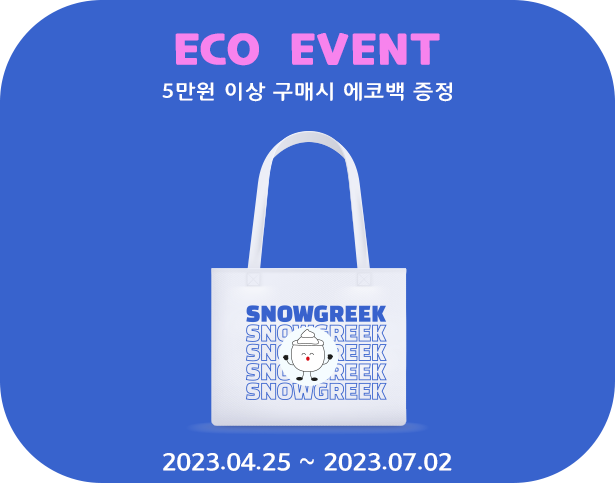 ECO EVENT
5만원 이상 구매시 에코백 증정
SNOWGREEK
SNOWGREEK
SNOWGREEK
SNOWGREEK
SNOWGREEK
2023.04.25 ~ 2023.07.02